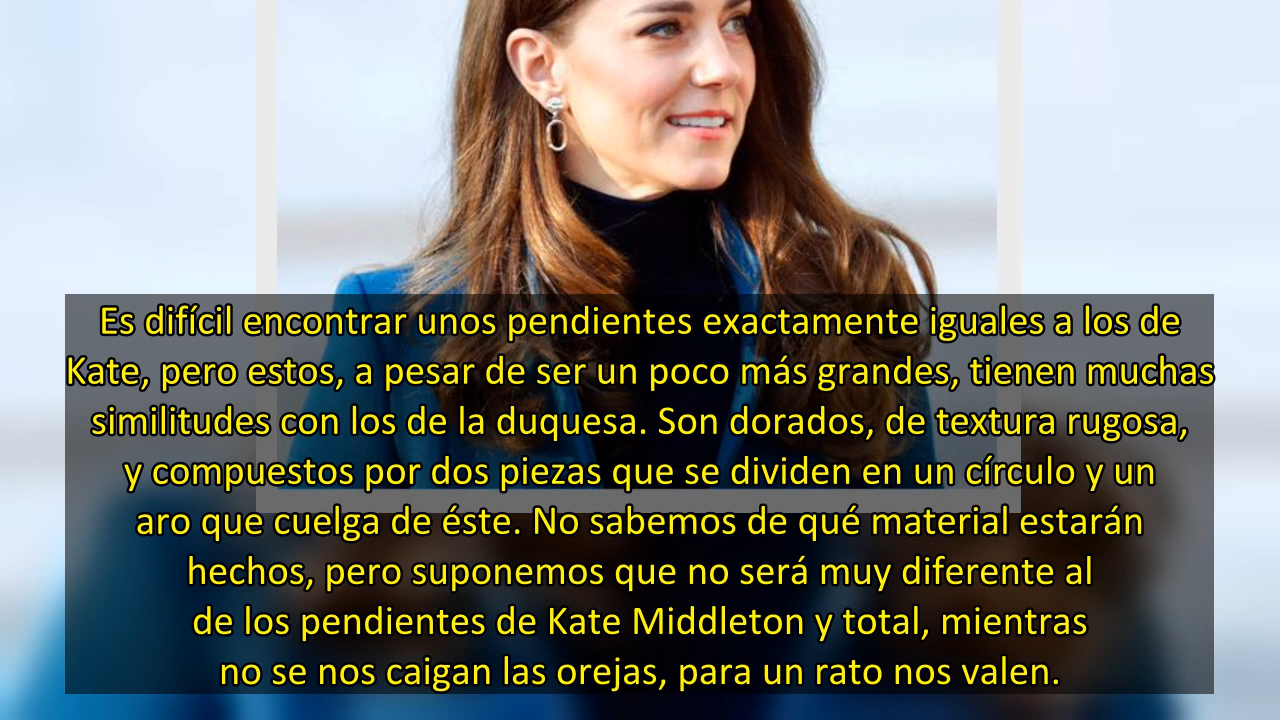 Es difícil encontrar unos pendientes exactamente iguales a los de
Kate, pero estos, a pesar de ser un poco más grandes, tienen muchas
similitudes con los de la duquesa. Son dorados, de textura rugosa,
y compuestos por dos piezas que se dividen en un círculo y un
aro que cuelga de éste. No sabemos de qué material estarán
hechos, pero suponemos que no será muy diferente al
de los pendientes de Kate Middleton y total, mientras
no se nos caigan las orejas, para un rato nos valen.